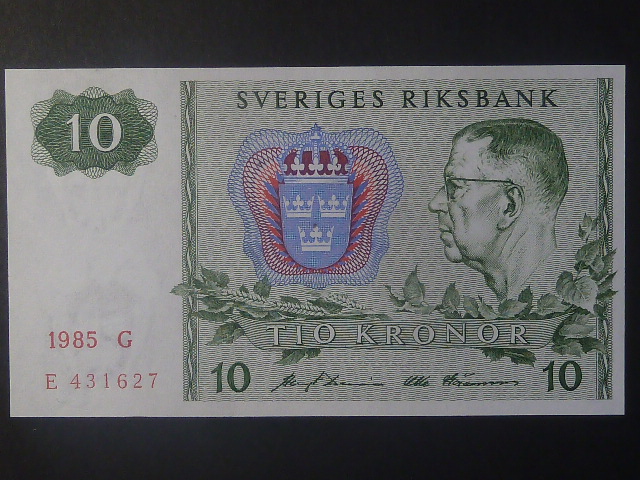 SVERIGES RIKSBANK
10
TIO KRONOR
1985 G
E 431627
10
10